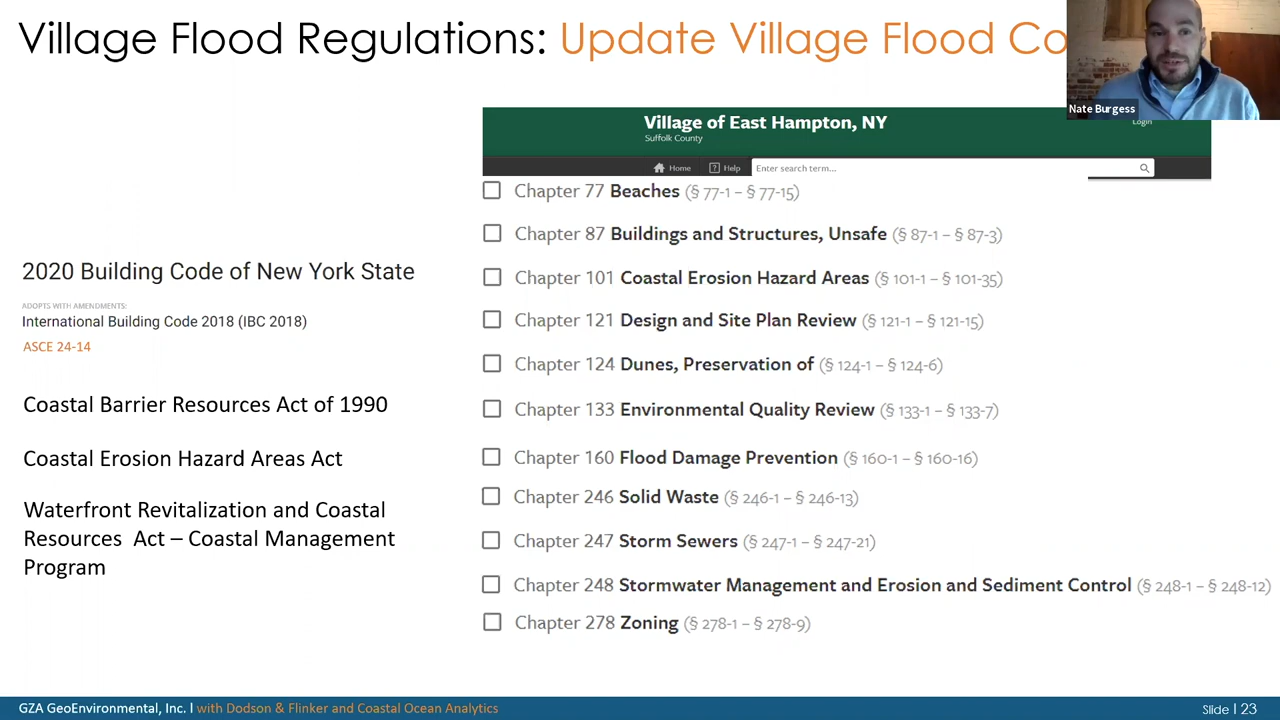 Village Flood Regulations: Update Village Flood Co
Nate Burgess
Village of East Hampton, NY
Suffolk County
Login
Home
Help
Enter search term...
Chapter 77 Beaches (§ 77-1 – § 77-15)
Chapter 87 Buildings and Structures, Unsafe (§ 87-1 – § 87-3)
Chapter 101 Coastal Erosion Hazard Areas (§ 101-1 – § 101-35)
Chapter 121 Design and Site Plan Review (§ 121-1 – § 121-15)
Chapter 124 Dunes, Preservation of (§ 124-1 – § 124-6)
Chapter 133 Environmental Quality Review (§ 133-1 – § 133-7)
Chapter 160 Flood Damage Prevention (§ 160-1 – § 160-16)
Chapter 246 Solid Waste (§ 246-1 – § 246-13)
Chapter 247 Storm Sewers (§ 247-1 – § 247-21)
Chapter 248 Stormwater Management and Erosion and Sediment Control (§ 248-1 – § 248-12)
Chapter 278 Zoning (§ 278-1 – § 278-9)
2020 Building Code of New York State
ADOPTS WITH AMENDMENTS:
International Building Code 2018 (IBC 2018)
ASCE 24-14
Coastal Barrier Resources Act of 1990
Coastal Erosion Hazard Areas Act
Waterfront Revitalization and Coastal
Resources Act – Coastal Management
Program
GZA GeoEnvironmental, Inc. | with Dodson & Flinker and Coastal Ocean Analytics
Slide | 23